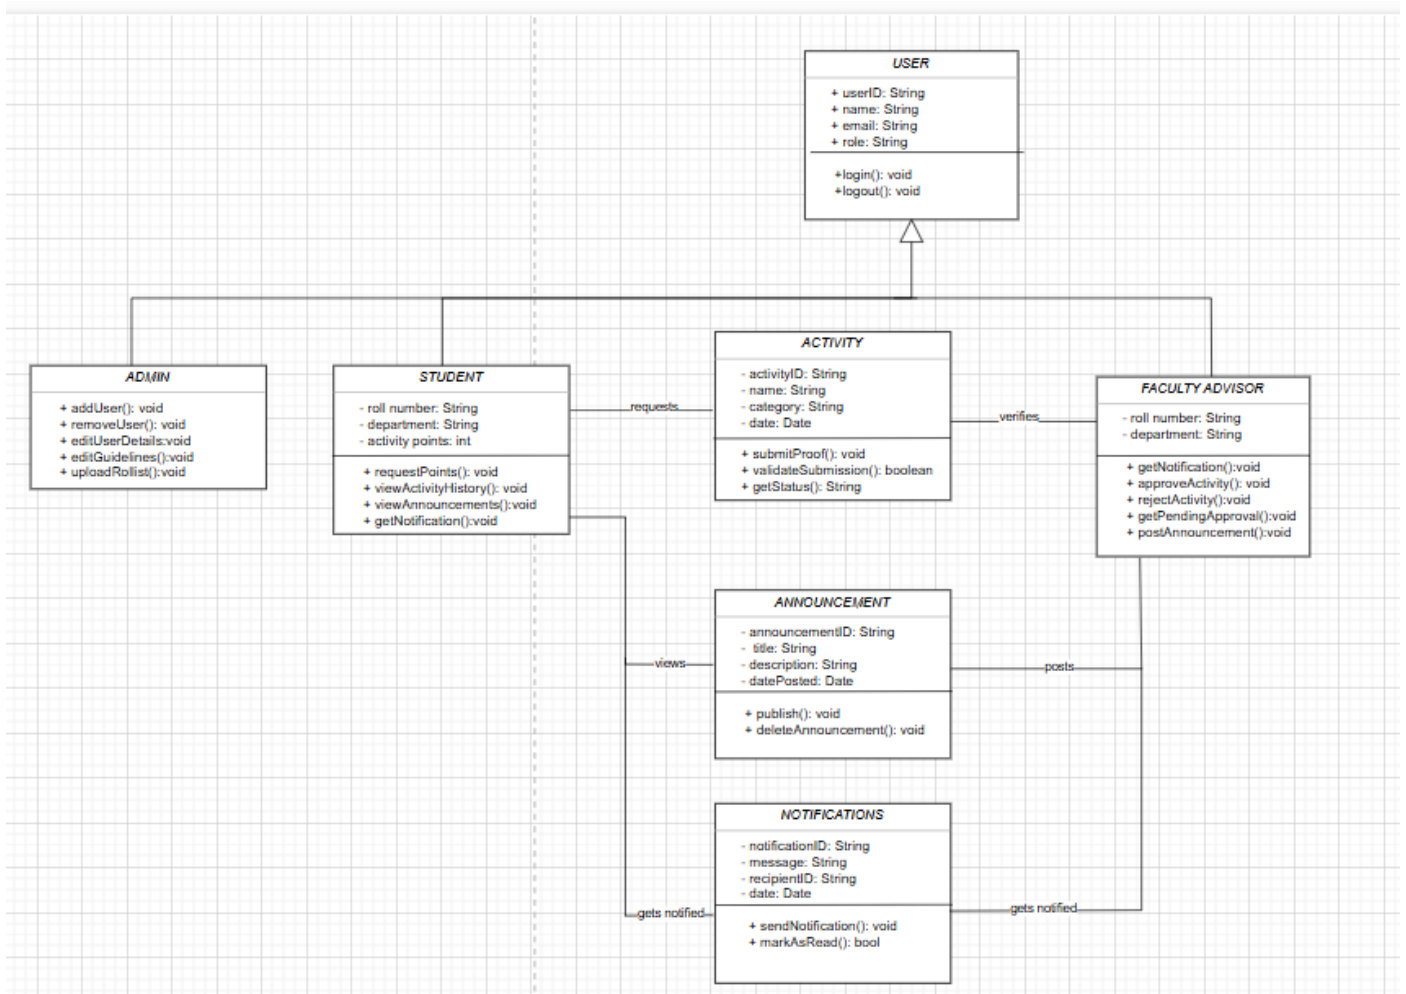 USER
+ userID: String
+ name: String
+ email: String
+ role: String
+login(): void
+logout(): void
ADMIN
+ addUser(): void
+ removeUser(): void
+ editUserDetails:void
+ editGuidelines():void
+ uploadRollist():void
STUDENT
- roll number: String
- department: String
- activity points: int
+ requestPoints(): void
+ viewActivityHistory(): void
+ viewAnnouncements():void
+ getNotification():void
requests
ACTIVITY
- activityID: String
- name: String
- category: String
- date: Date
+ submitProof(): void
+ validateSubmission(): boolean
+ getStatus(): String
verifies
FACULTY ADVISOR
- roll number: String
- department: String
+ getNotification():void
+ approveActivity(): void
+ rejectActivity():void
+ getPendingApproval():void
+ postAnnouncement():void
views
ANNOUNCEMENT
- announcementID: String
- title: String
- description: String
- datePosted: Date
+ publish(): void
+ deleteAnnouncement(): void
posts
gets notified
NOTIFICATIONS
- notificationID: String
- message: String
- recipientID: String
- date: Date
+ sendNotification(): void
+ markAsRead(): bool
gets notified